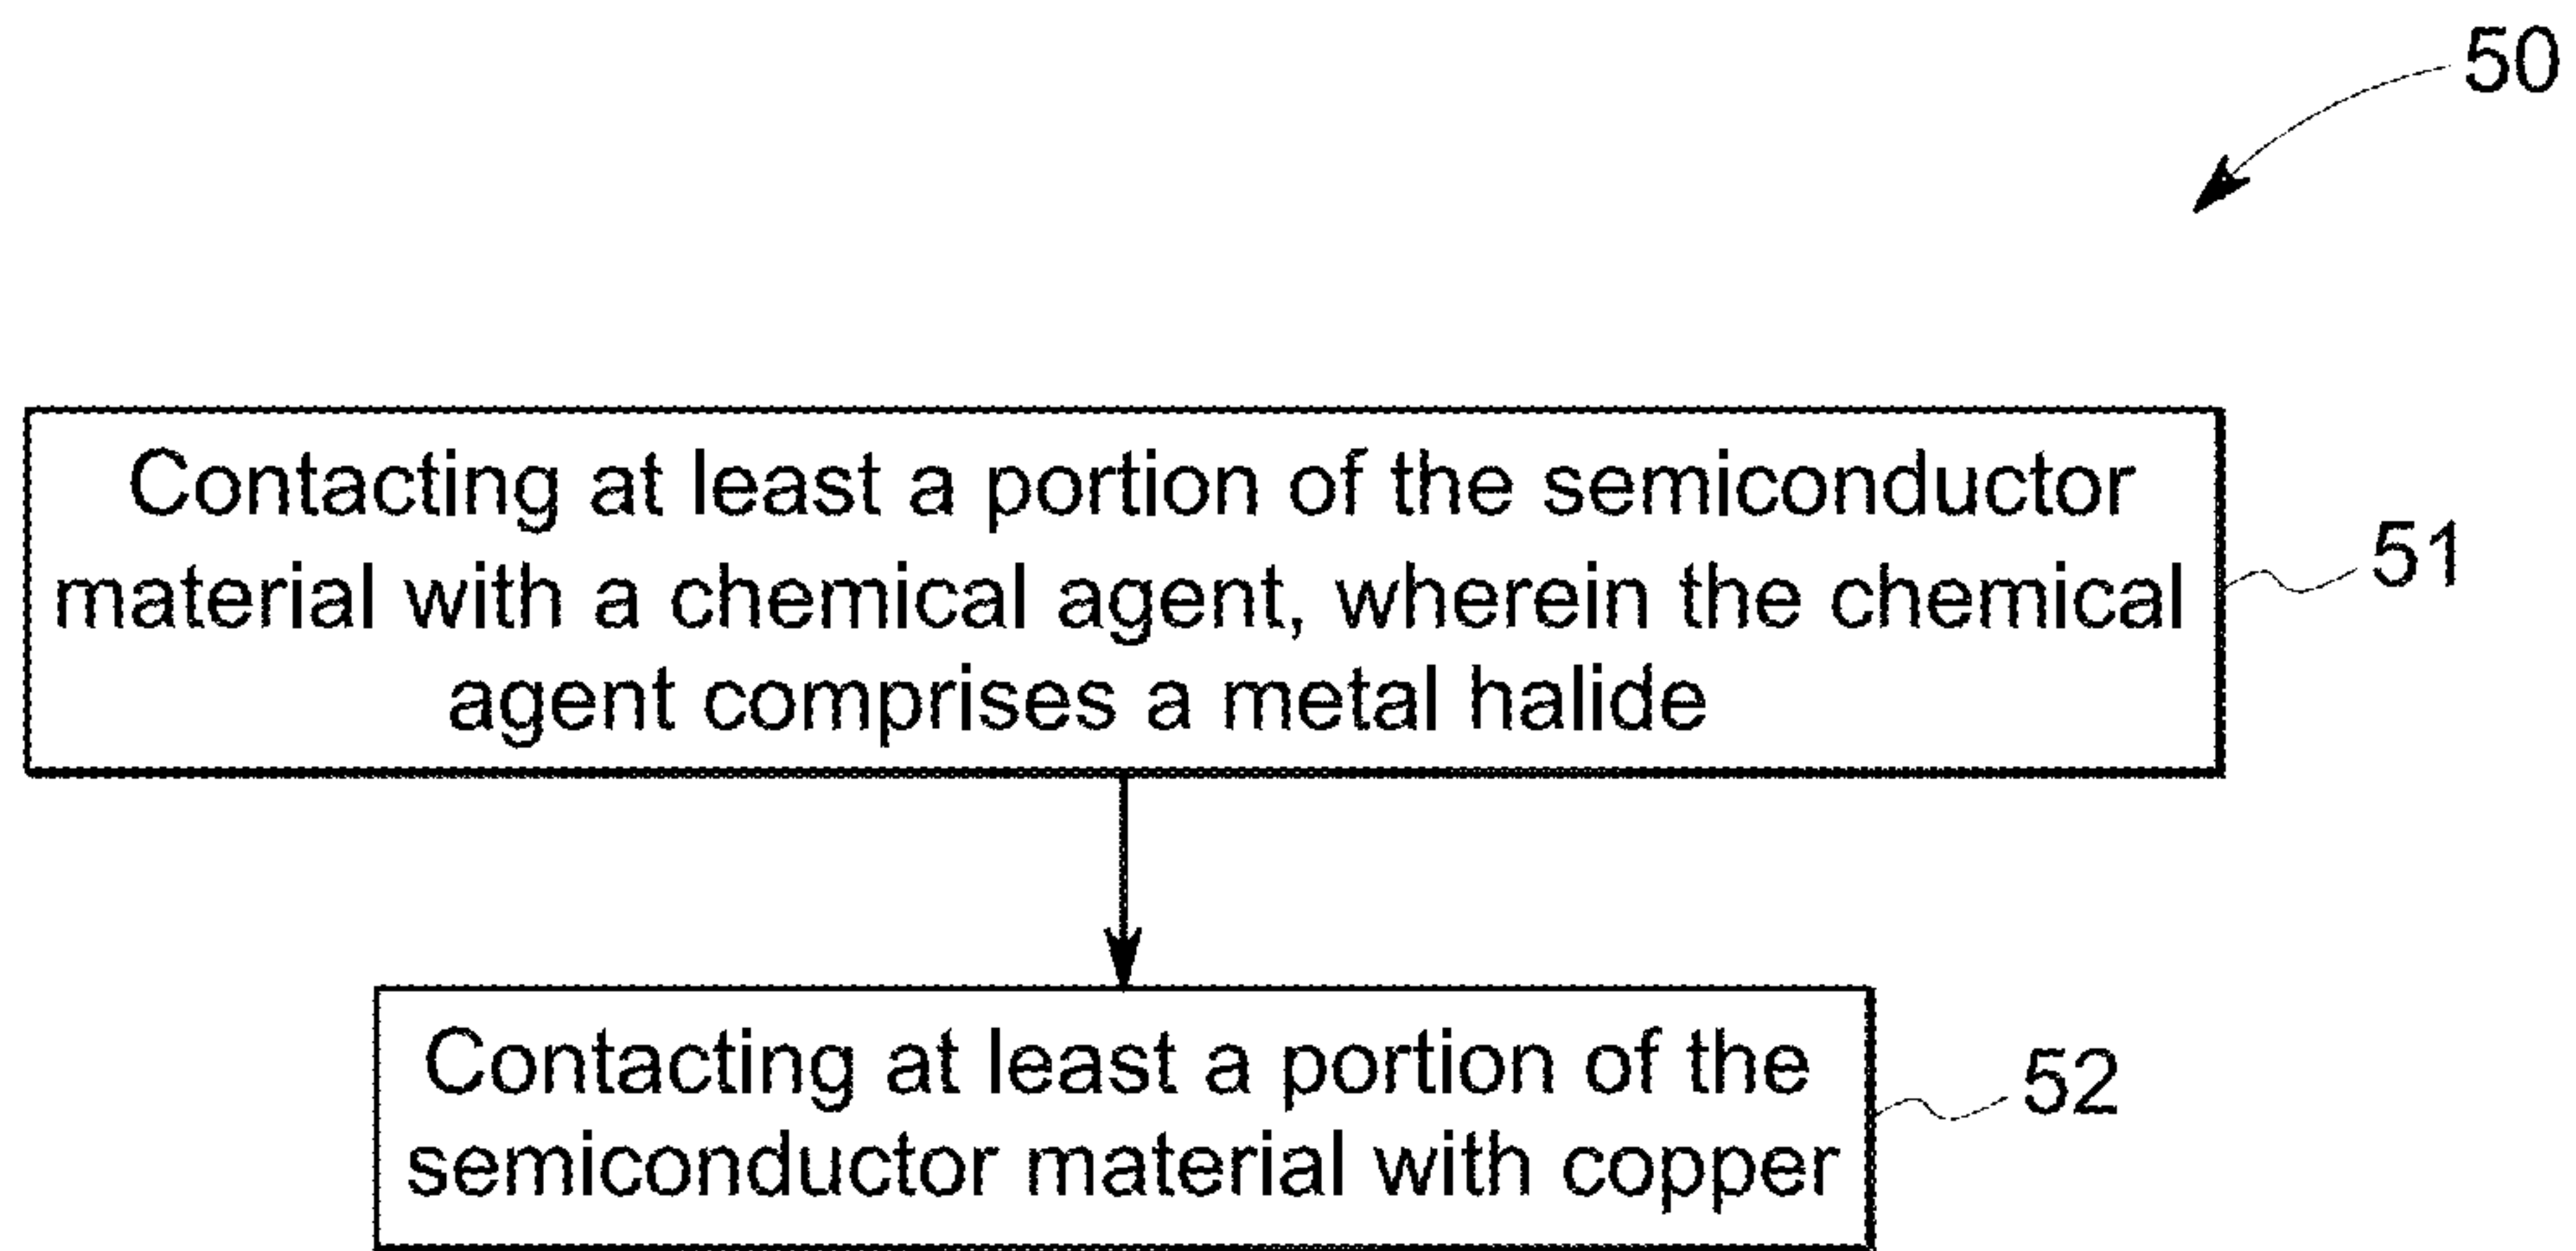 50
Contacting at least a portion of the semiconductor
material with a chemical agent, wherein the chemical
agent comprises a metal halide
51
Contacting at least a portion of the
semiconductor material with copper
52